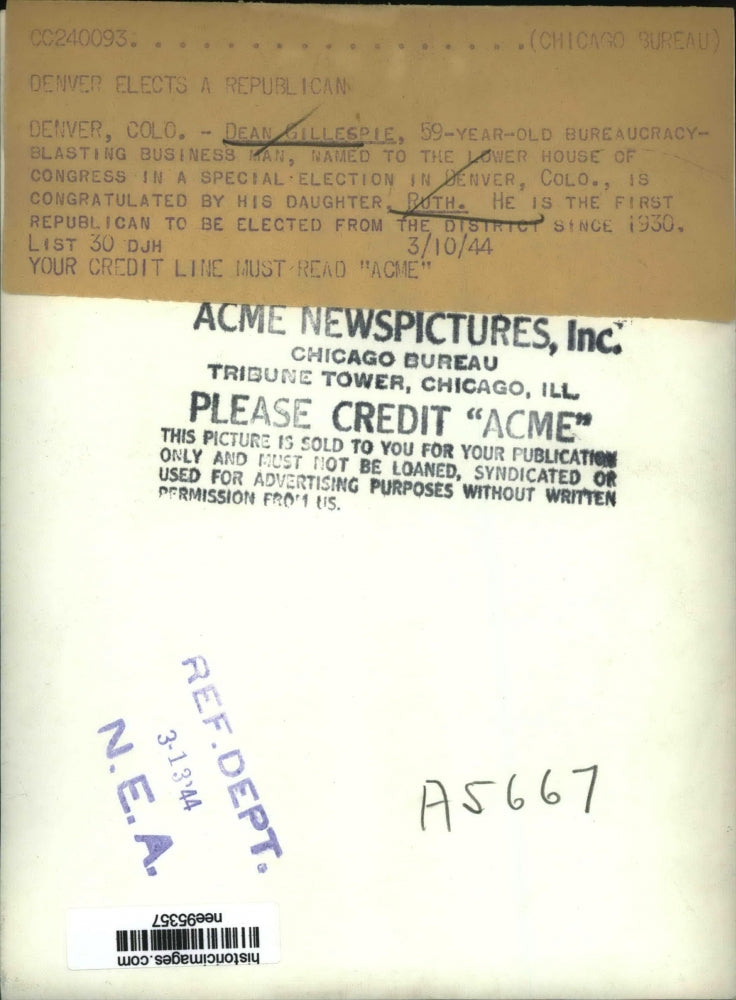 CC240093. . . . . . . . . . . . . . . . . . (CHICAGO BUREAU)
DENVER ELECTS A REPUBLICAN
DENVER, COLO. - DEAN GILLESPIE, 59-YEAR-OLD BUREAUCRACY-
BLASTING BUSINESS MAN, NAMED TO THE LOWER HOUSE OF
CONGRESS IN A SPECIAL ELECTION IN DENVER, COLO., IS
CONGRATULATED BY HIS DAUGHTER, RUTH. HE IS THE FIRST
REPUBLICAN TO BE ELECTED FROM THE DISTRICT SINCE 1930.
LIST 30 DJH 3/10/44
YOUR CREDIT LINE MUST READ "ACME"
ACME NEWSPICTURES, Inc.
CHICAGO BUREAU
TRIBUNE TOWER, CHICAGO, ILL.
PLEASE CREDIT "ACME"
THIS PICTURE IS SOLD TO YOU FOR YOUR PUBLICATION
ONLY AND MUST NOT BE LOANED, SYNDICATED OR
USED FOR ADVERTISING PURPOSES WITHOUT WRITTEN
PERMISSION FROM US.
REF. DEPT.
3-13'44
N.E.A.
A5667
historicimages.com
nee95357